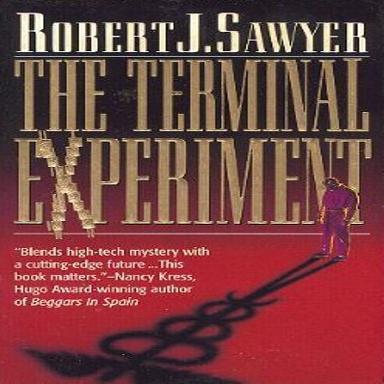 ROBERT J. SAWYER
THE TERMINAL
EXPERIMENT
"Blends high-tech mystery with
a cutting-edge future ... This
book matters."–Nancy Kress,
Hugo Award-winning author
of Beggars In Spain